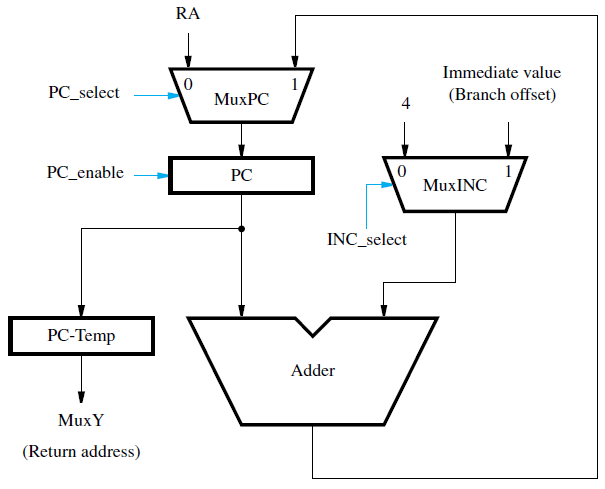 RA
PC_select
0
1
MuxPC
4
Immediate value
(Branch offset)
PC_enable
PC
0
1
MuxINC
INC_select
PC-Temp
Adder
MuxY
(Return address)